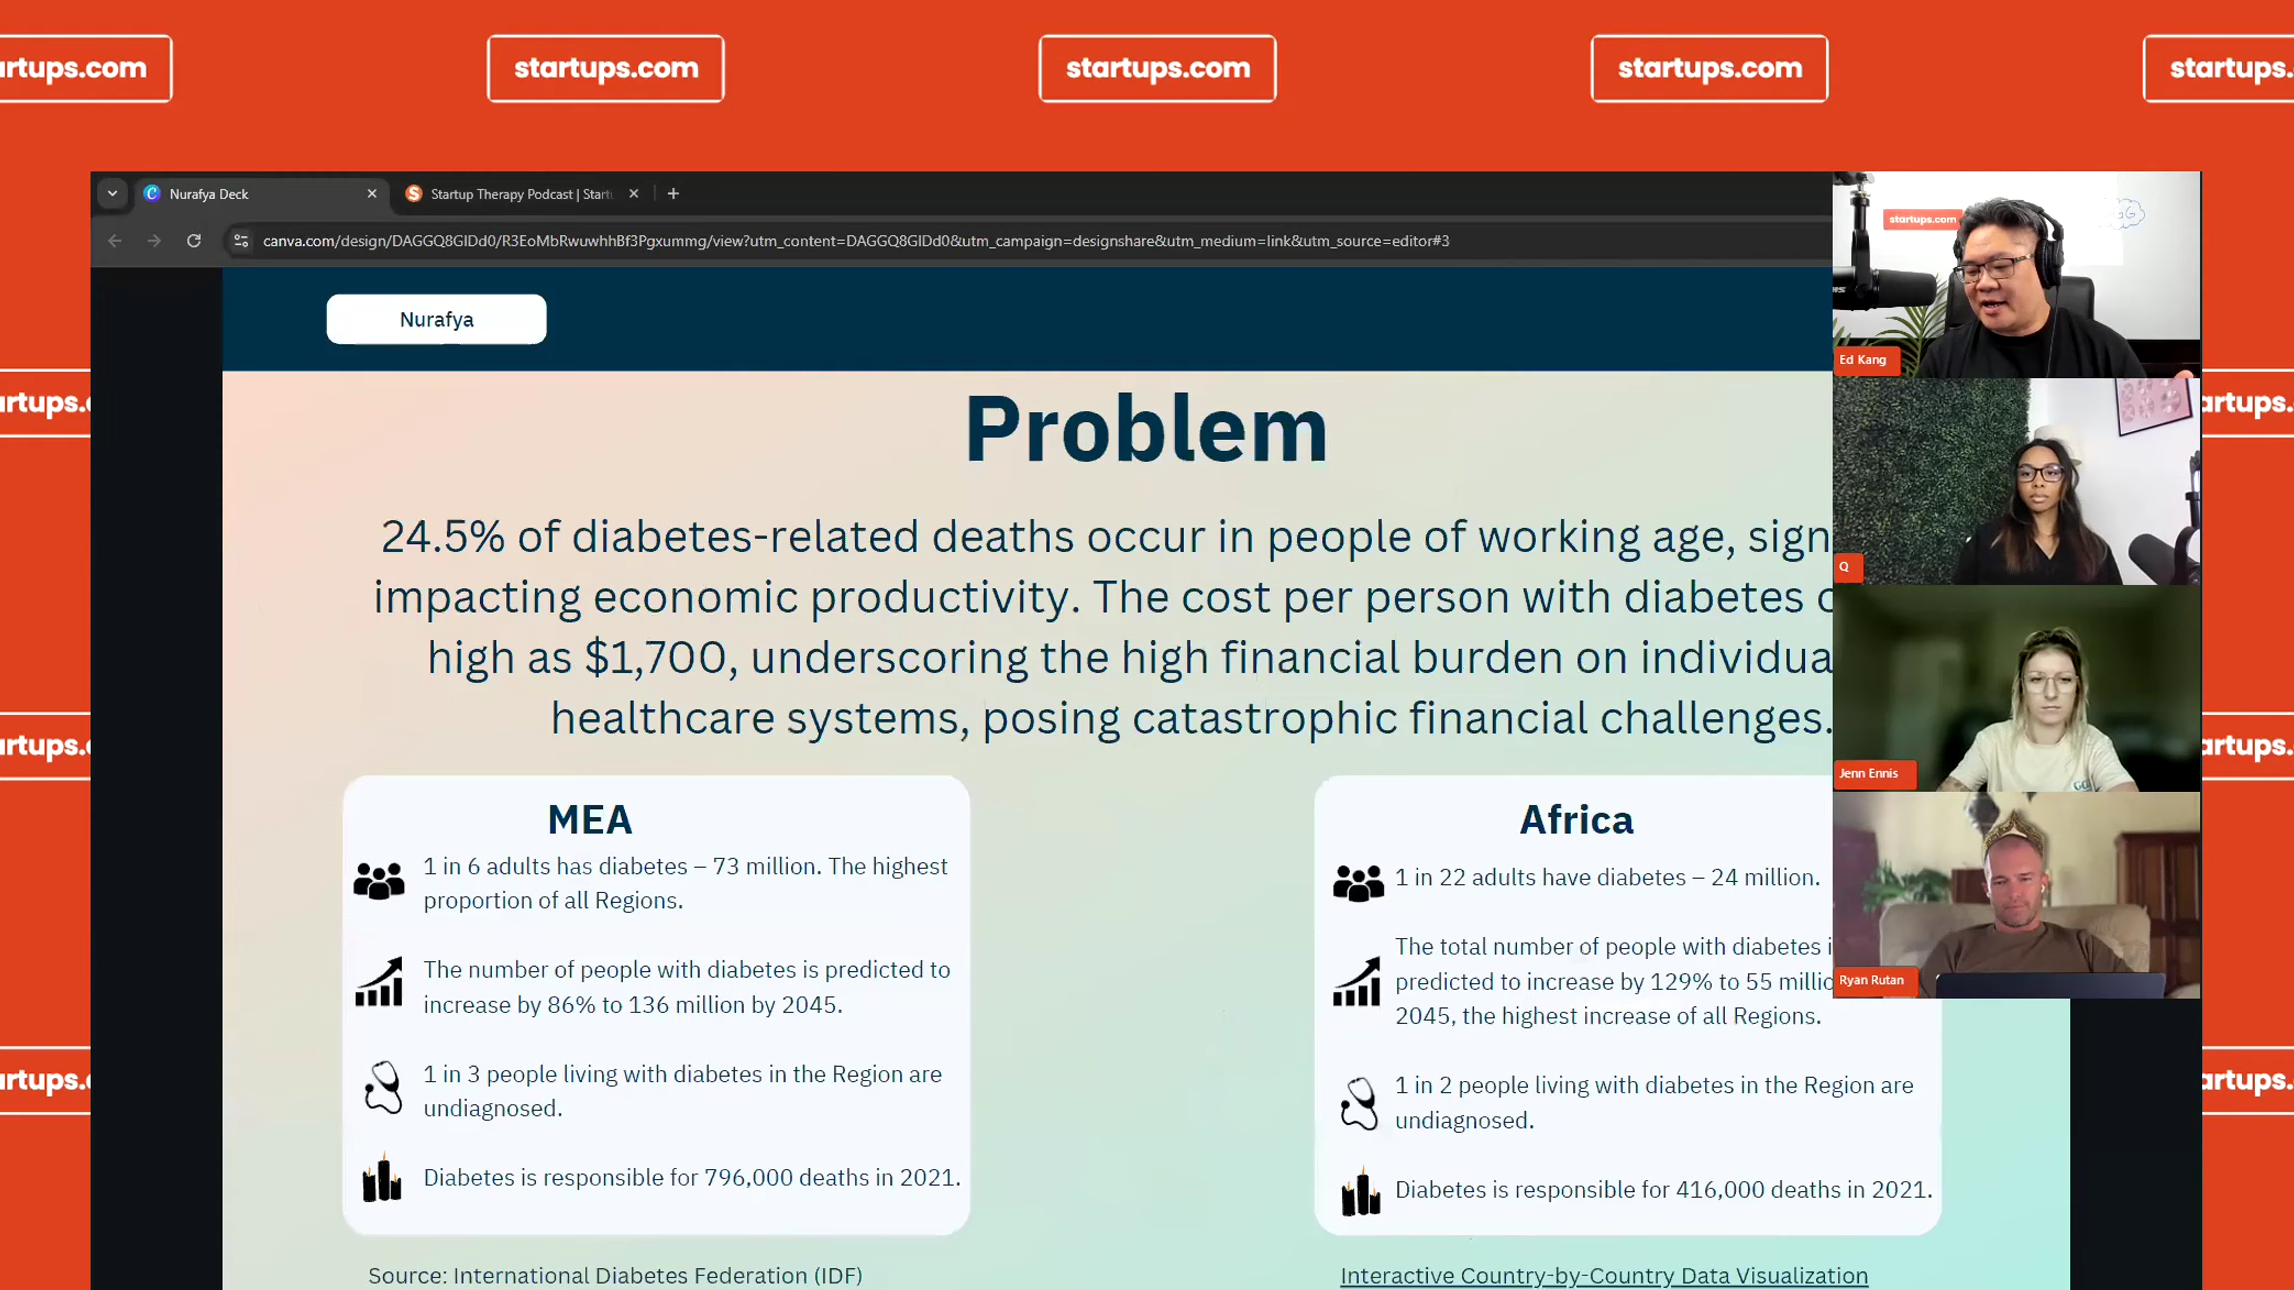 startups.com
startups.com
startups.com
Nurafya Deck
Startup Therapy Podcast | Start
canva.com/design/DAGGQ8GIDd0/R3EoMbRwuwhhBf3Pgxummg/view?utm_content=DAGGQ8GIDd0&utm_campaign=designshare&utm_medium=link&utm_source=editor#3
Nurafya
Problem
24.5% of diabetes-related deaths occur in people of working age,
impacting economic productivity. The cost per person with diabetes
high as $1,700, underscoring the high financial burden on
healthcare systems, posing catastrophic financial challenges.
MEA
1 in 6 adults has diabetes – 73 million. The highest
proportion of all Regions.
The number of people with diabetes is predicted to
increase by 86% to 136 million by 2045.
1 in 3 people living with diabetes in the Region are
undiagnosed.
Diabetes is responsible for 796,000 deaths in 2021.
Source: International Diabetes Federation (IDF)
Africa
1 in 22 adults have diabetes – 24 million.
The total number of people with diabetes
predicted to increase by 129% to 55
2045, the highest increase of all Regions.
1 in 2 people living with diabetes in the Region are
undiagnosed.
Diabetes is responsible for 416,000 deaths in 2021.
Interactive Country-by-Country Data Visualization
startups.com
Ed Kang
Q
Jenn Ennis
Ryan Rutan